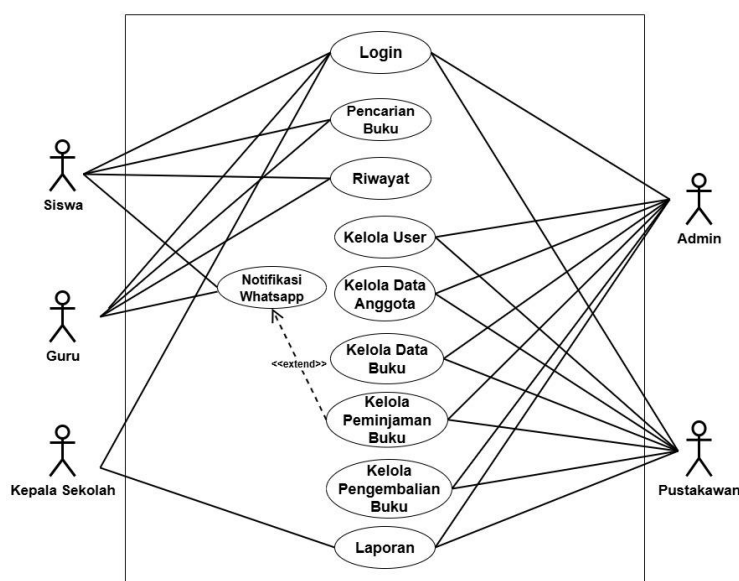 Login
Pencarian
Buku
Siswa
Riwayat
Admin
Kelola User
Notifikasi
Whatsapp
Kelola Data
Anggota
Guru
Kelola Data
Buku
<<extend>>
Kelola
Peminjaman
Buku
Kepala Sekolah
Kelola
Pengembalian
Buku
Pustakawan
Laporan